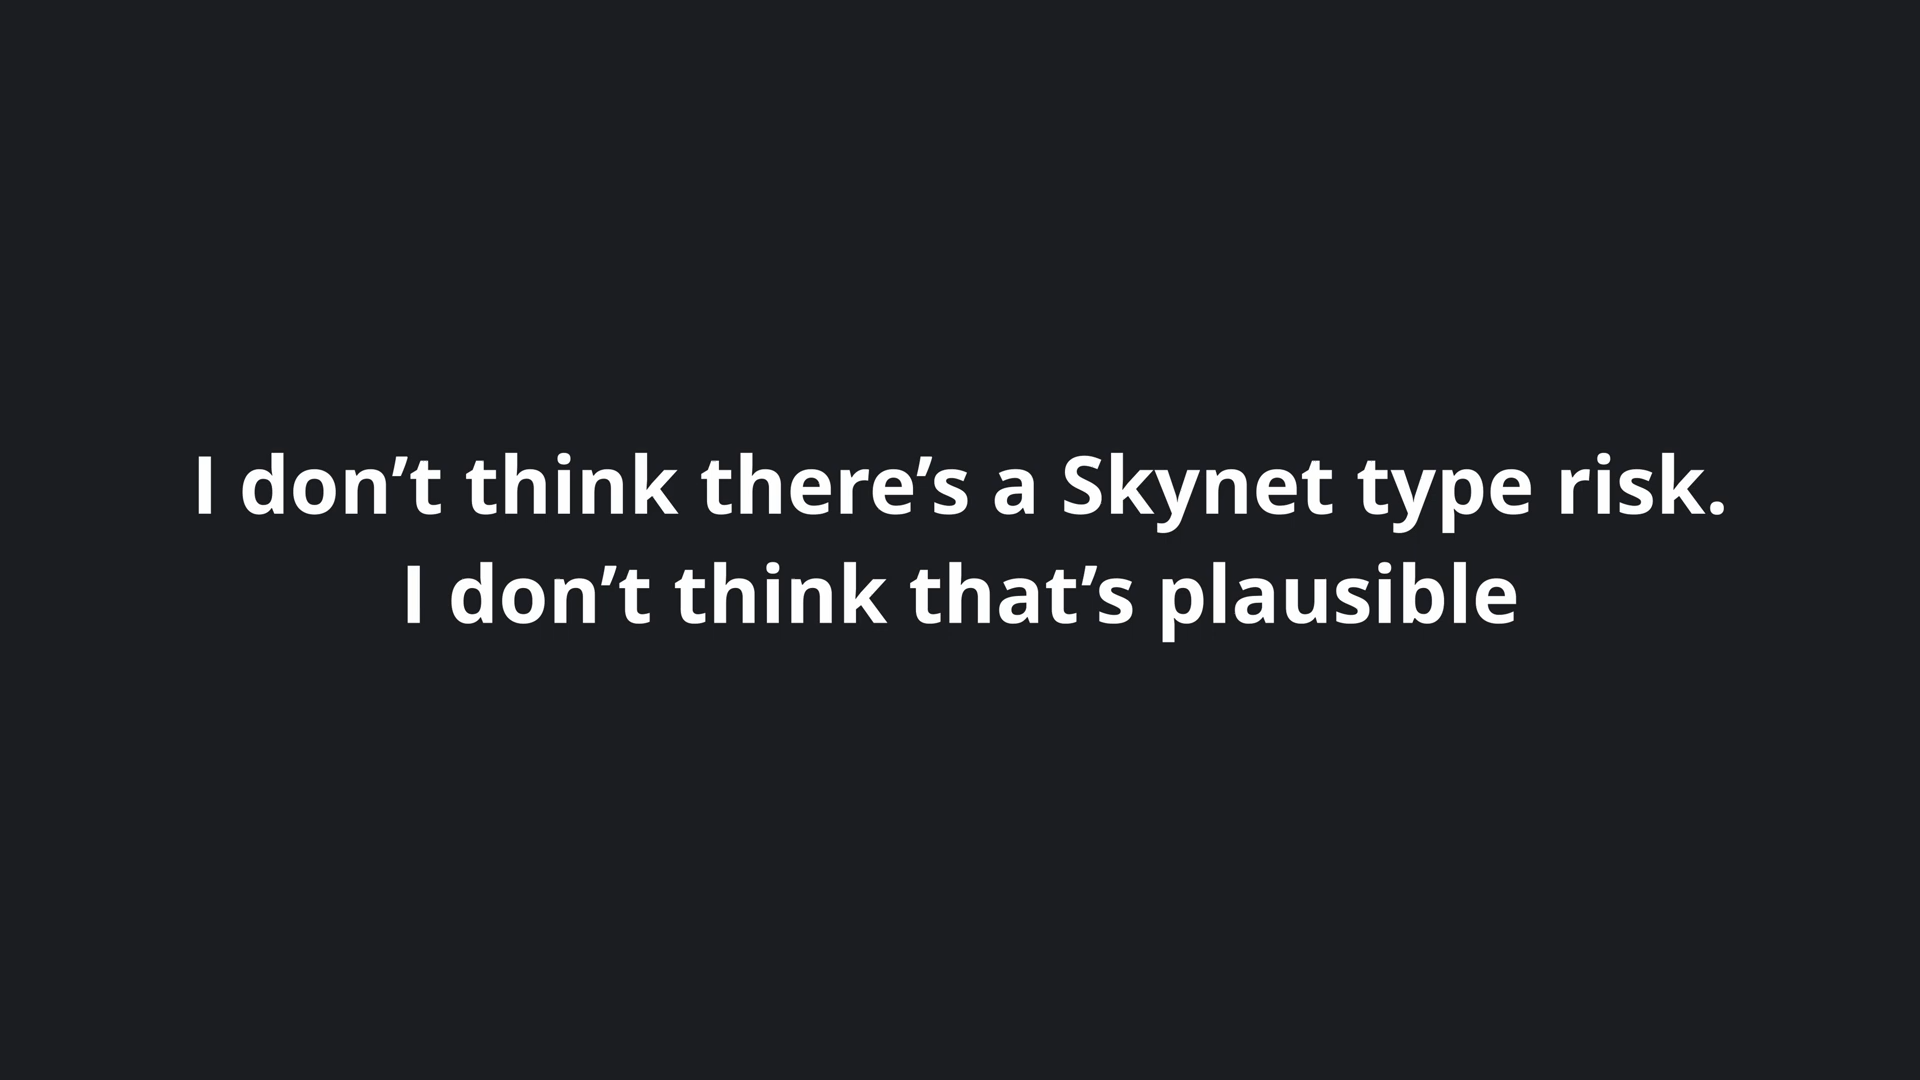 I don’t think there’s a Skynet type risk.
I don’t think that’s plausible